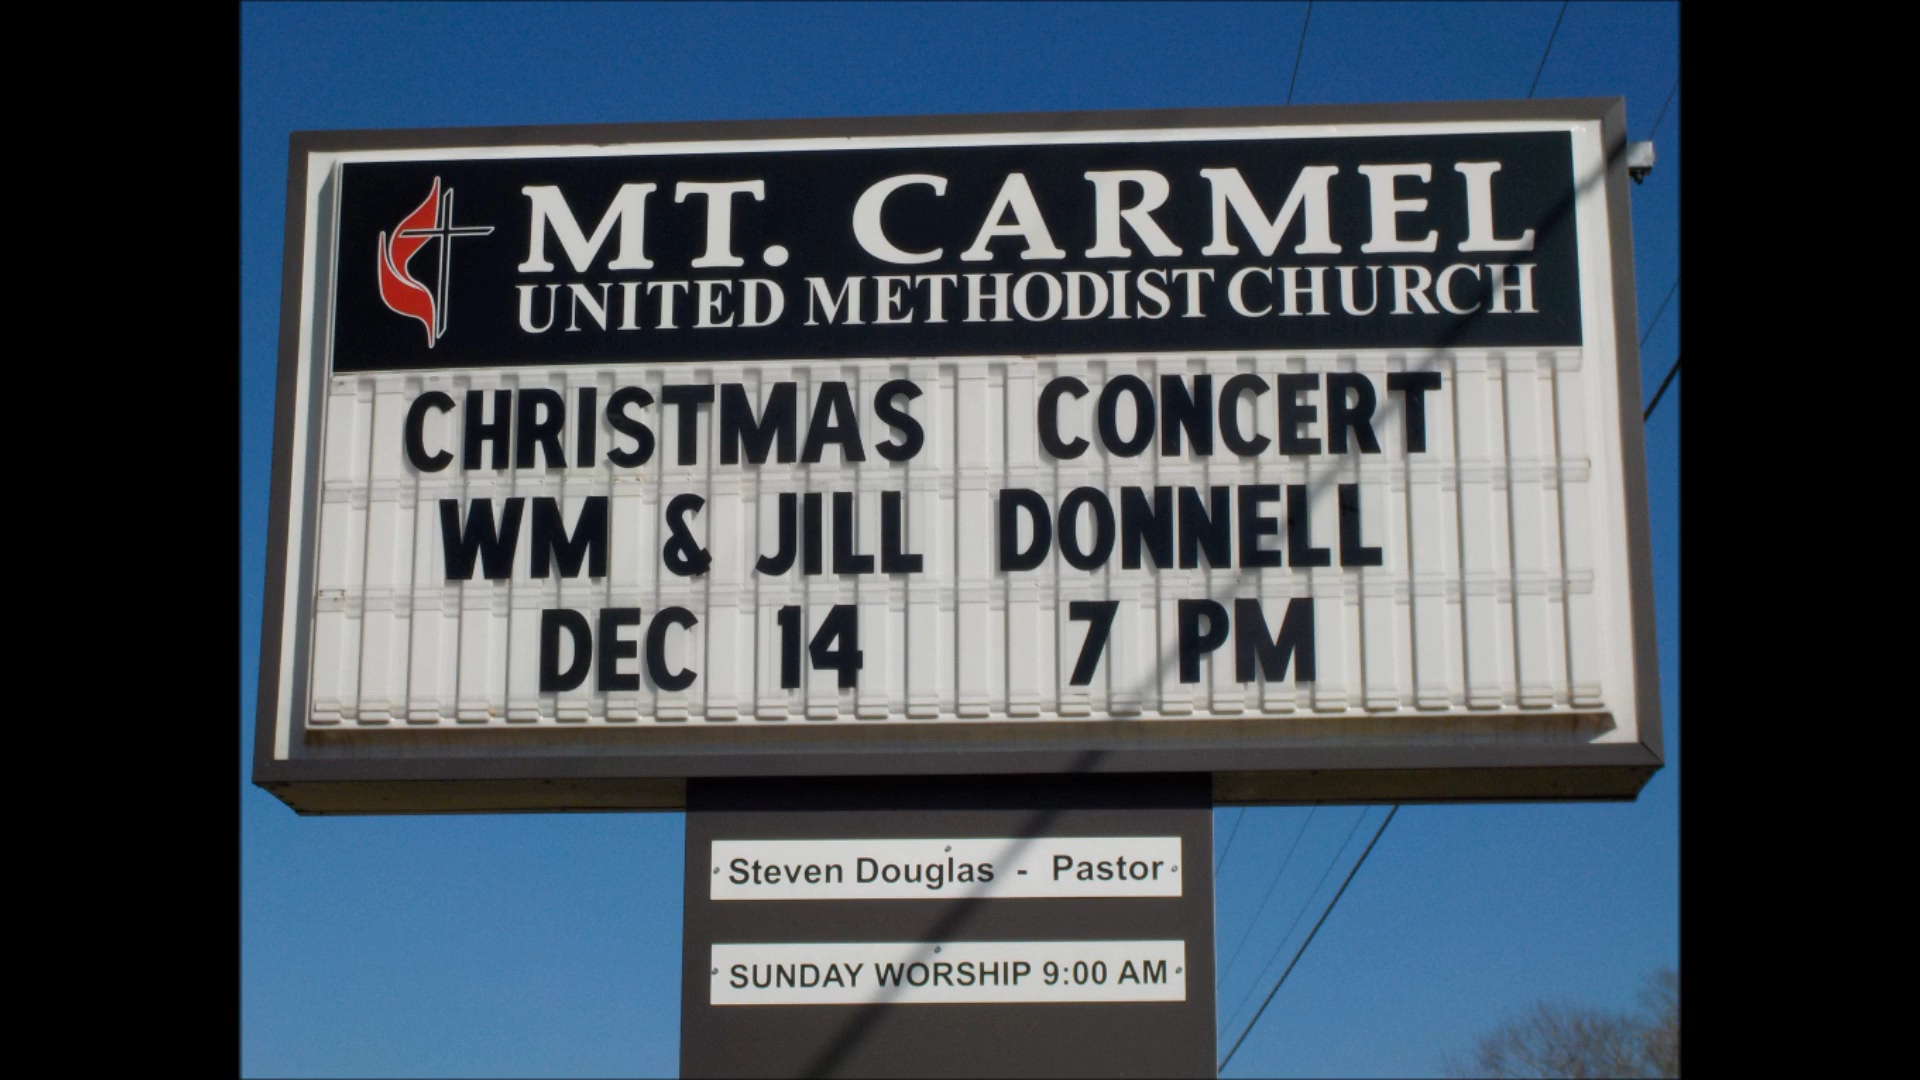 MT. CARMEL
UNITED METHODIST CHURCH
CHRISTMAS CONCERT
WM & JILL DONNELL
DEC 14 7 PM
Steven Douglas - Pastor
SUNDAY WORSHIP 9:00 AM